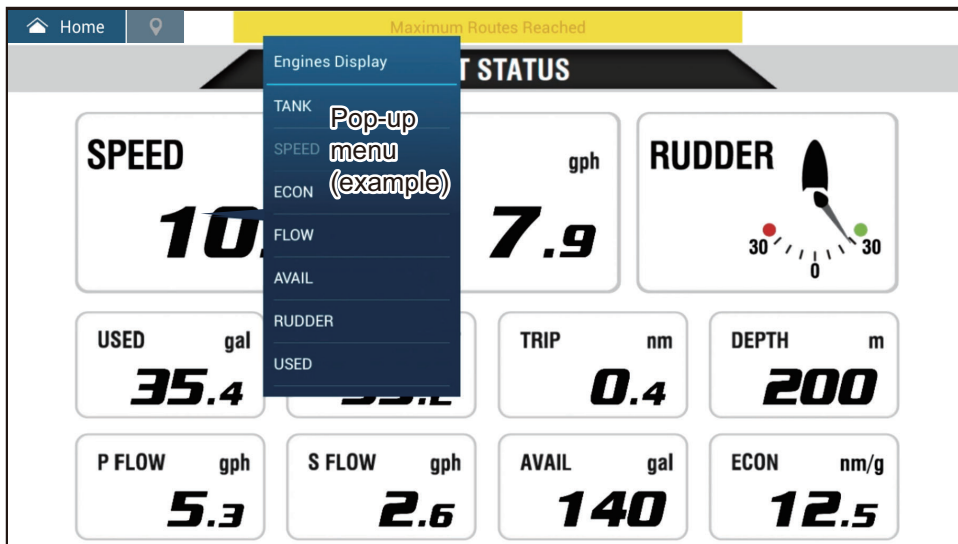 Home
Maximum Routes Reached
T STATUS
Engines Display
TANK
SPEED
ECON
FLOW
AVAIL
RUDDER
USED
Pop-up
menu
(example)
SPEED
10.
gph
7.9
RUDDER
30 0 30
USED gal
35.4
TRIP nm
0.4
DEPTH m
200
P FLOW gph
5.3
S FLOW gph
2.6
AVAIL gal
140
ECON nm/g
12.5